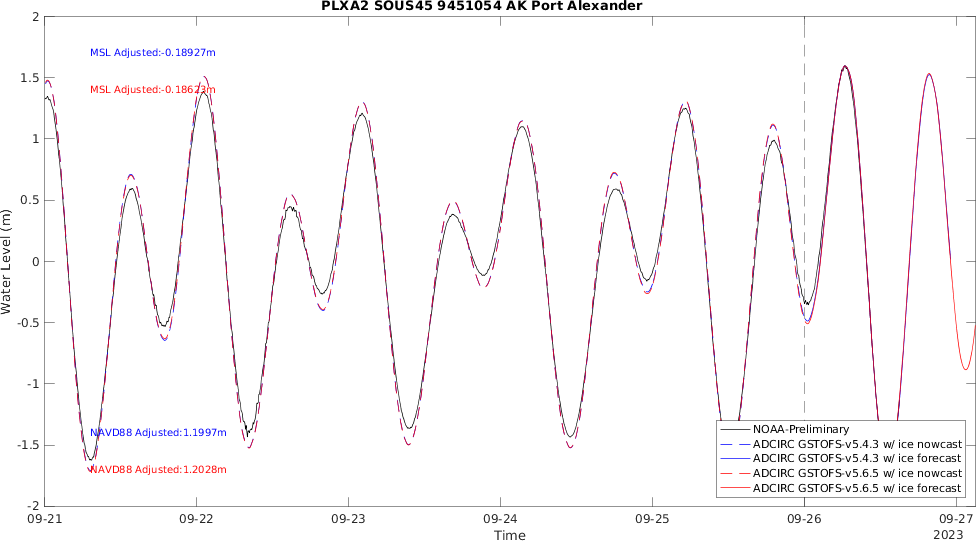 PLXA2 SOUS45 9451054 AK Port Alexander
2
1.5
1
0.5
0
-0.5
-1
-1.5
-2
Water Level (m)
MSL Adjusted:-0.18927m
MSL Adjusted:-0.18623m
NAVD88 Adjusted:1.1997m
NAVD88 Adjusted:1.2028m
NOAA-Preliminary
ADCIRC GSTOFS-v5.4.3 w/ ice nowcast
ADCIRC GSTOFS-v5.4.3 w/ ice forecast
ADCIRC GSTOFS-v5.6.5 w/ ice nowcast
ADCIRC GSTOFS-v5.6.5 w/ ice forecast
09-21 09-22 09-23 09-24 09-25 09-26 09-27
Time
2023